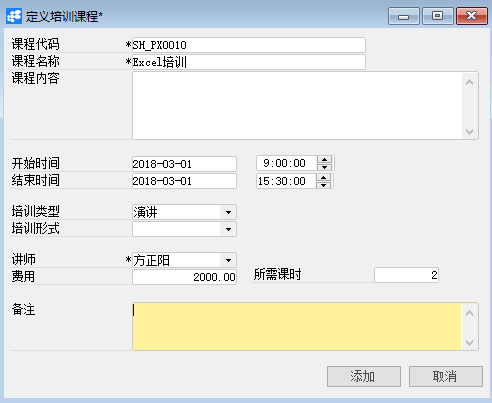 定义培训课程*
课程代码 *SH_PX0010
课程名称 *Excel培训
课程内容
开始时间 2018-03-01 9:00:00
结束时间 2018-03-01 15:30:00
培训类型 演讲
培训形式
讲师 *方正阳
费用 2000.00 所需课时 2
备注
添加 取消